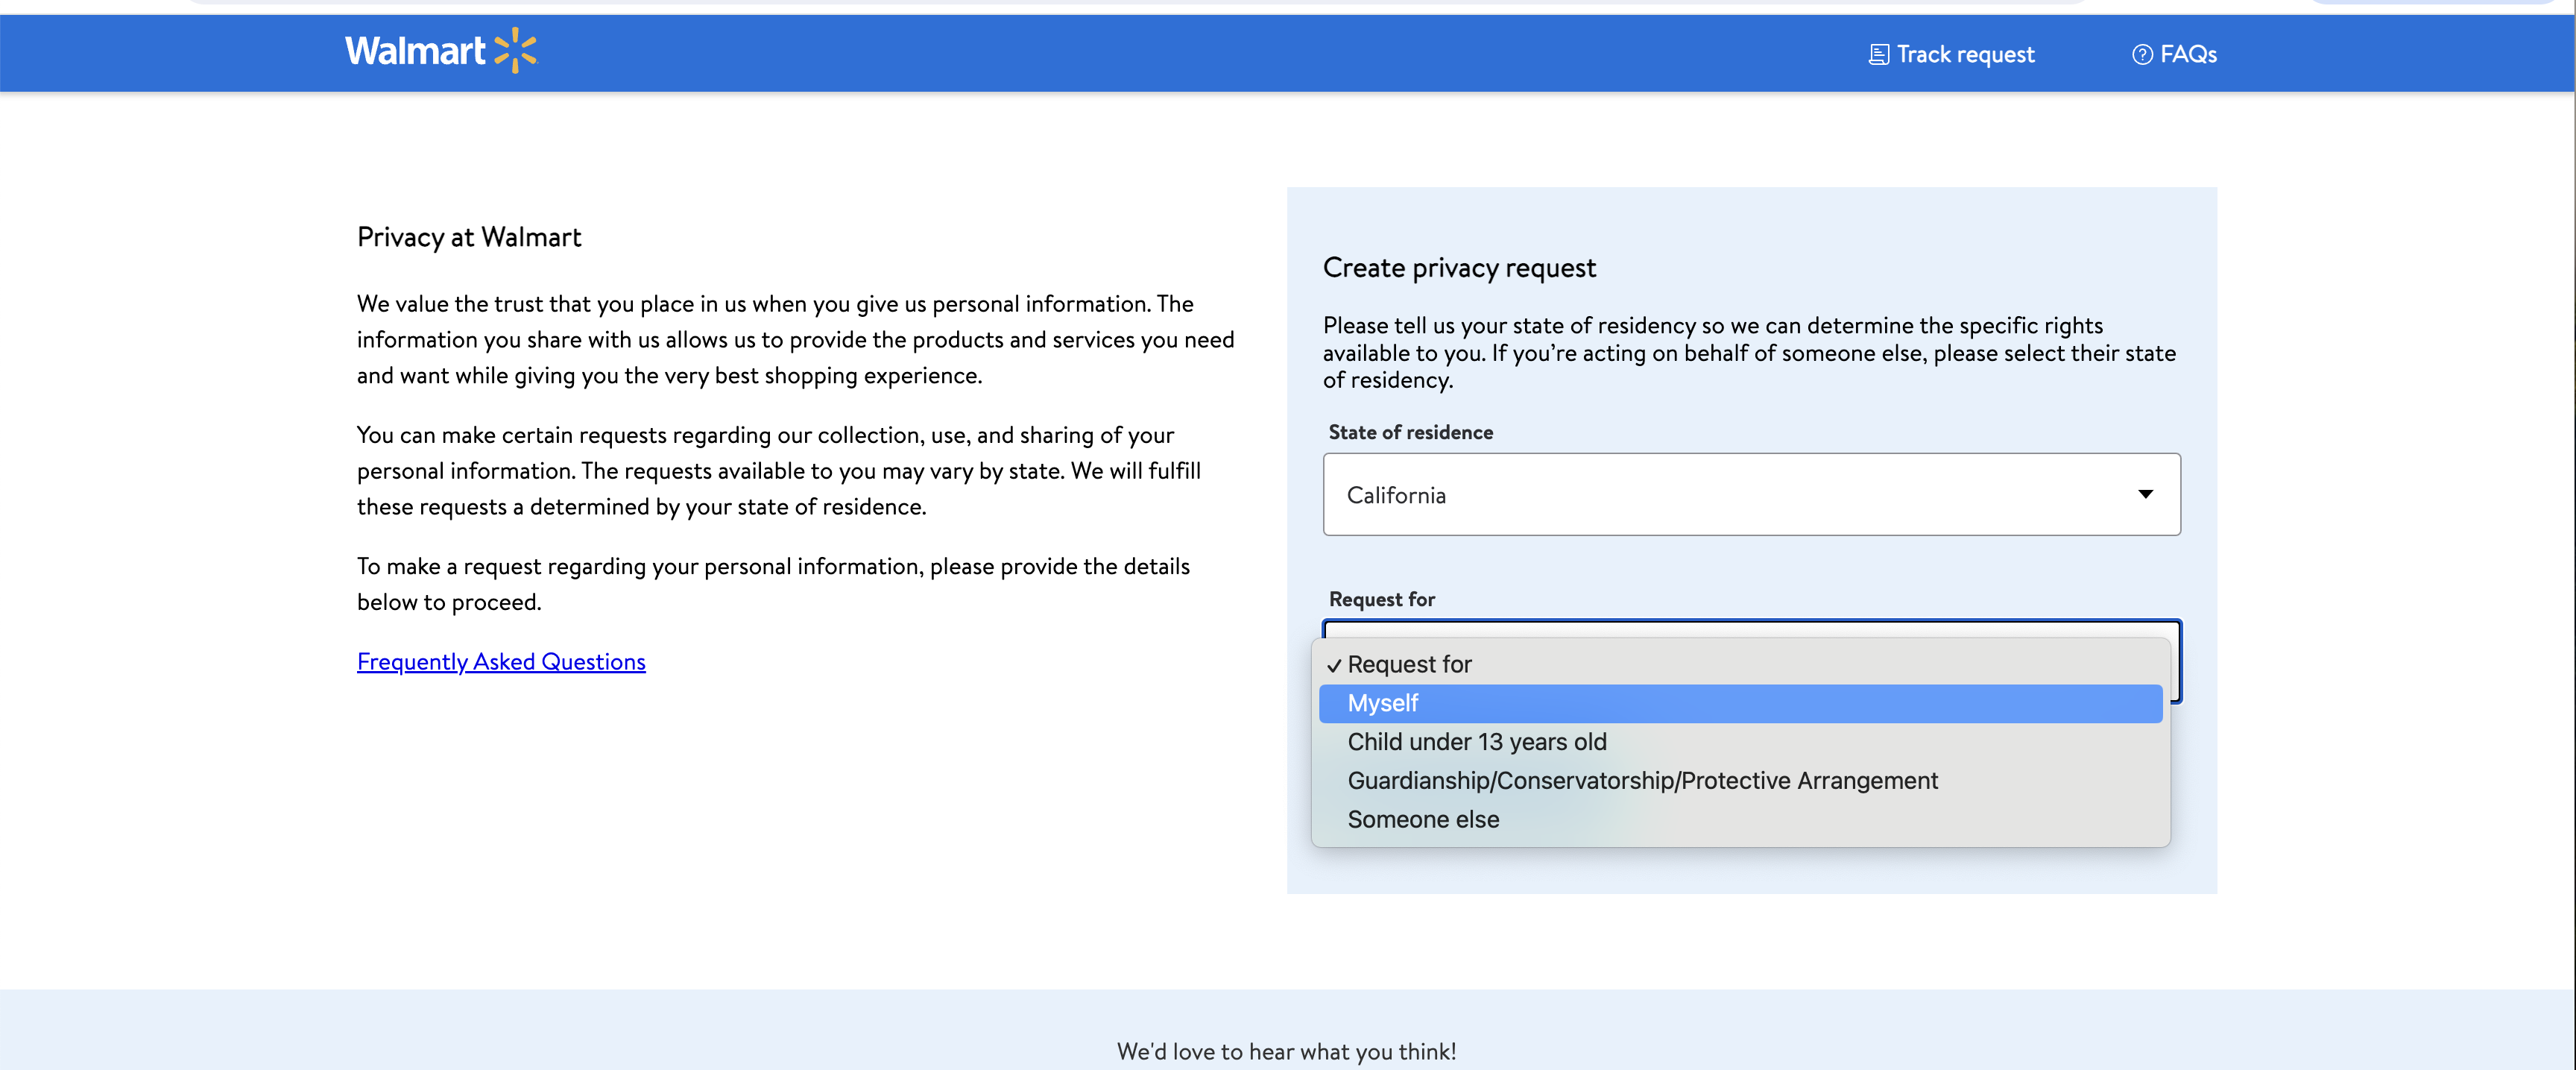 Walmart
Track request
FAQs
Privacy at Walmart
We value the trust that you place in us when you give us personal information. The
information you share with us allows us to provide the products and services you need
and want while giving you the very best shopping experience.
You can make certain requests regarding our collection, use, and sharing of your
personal information. The requests available to you may vary by state. We will fulfill
these requests a determined by your state of residence.
To make a request regarding your personal information, please provide the details
below to proceed.
Frequently Asked Questions
Create privacy request
Please tell us your state of residency so we can determine the specific rights
available to you. If you’re acting on behalf of someone else, please select their state
of residency.
State of residence
California
Request for
✓ Request for
Myself
Child under 13 years old
Guardianship/Conservatorship/Protective Arrangement
Someone else
We'd love to hear what you think!